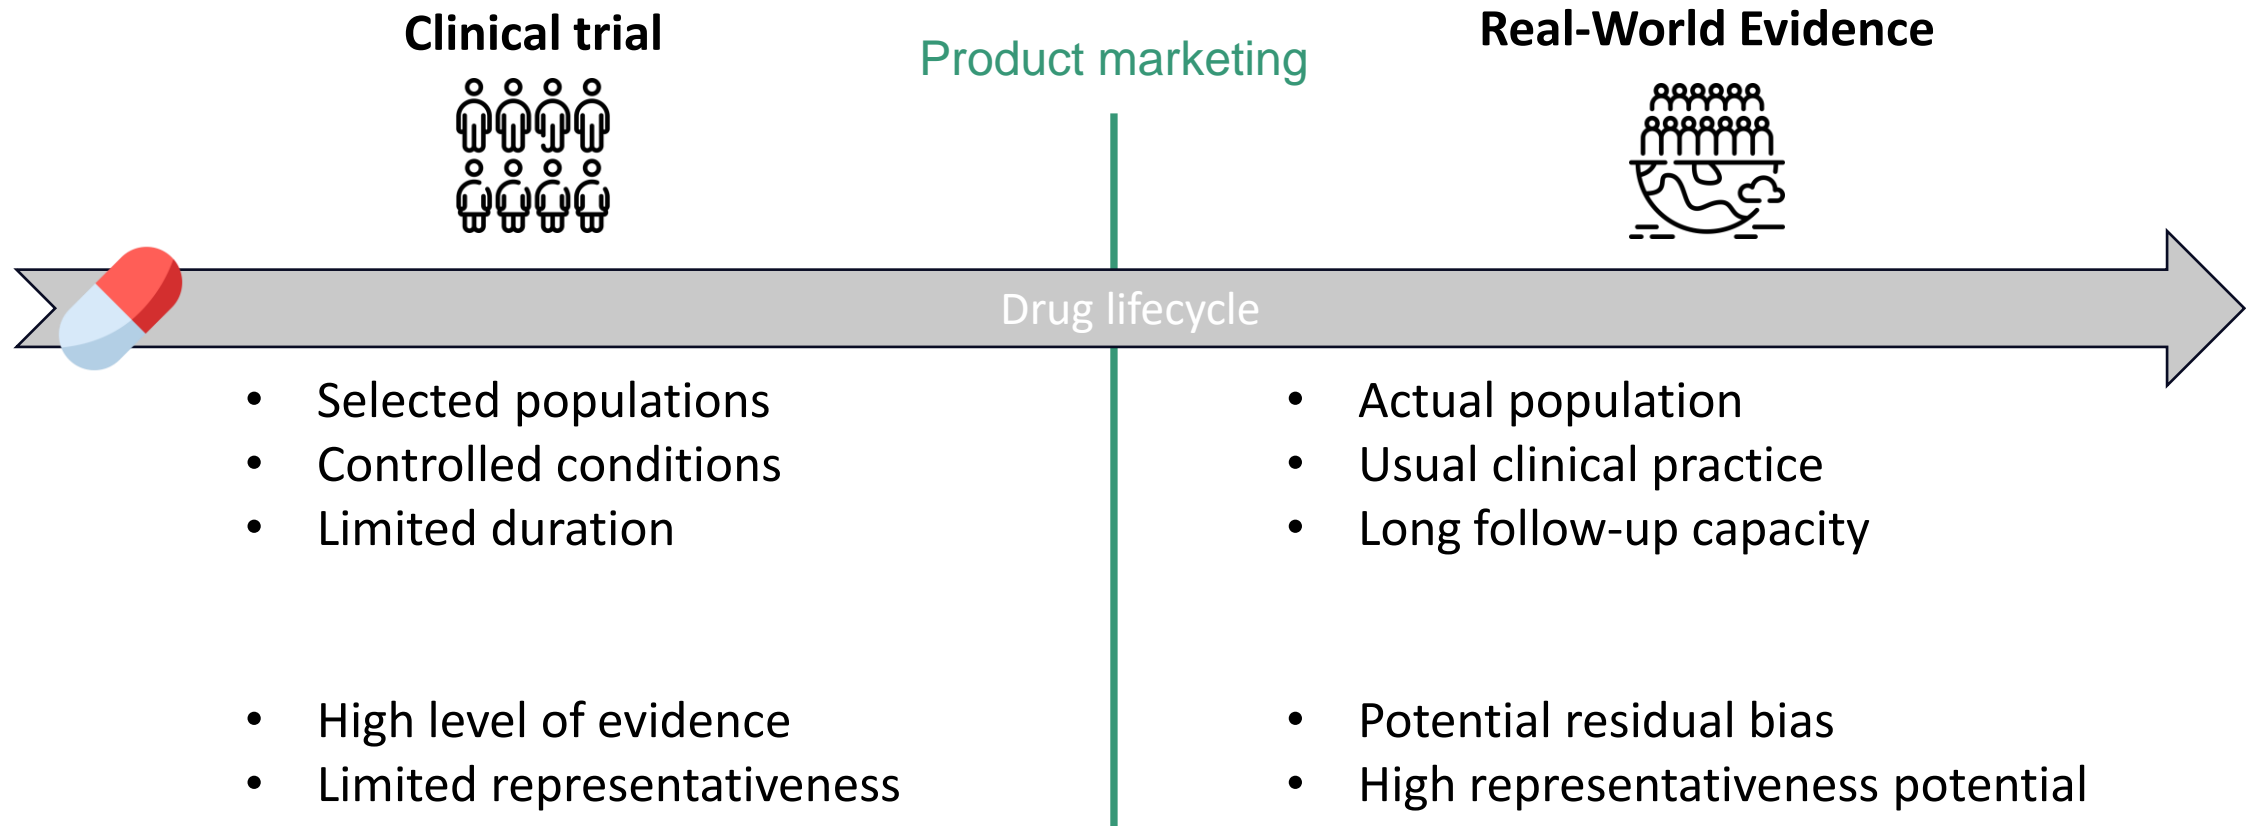 Clinical trial
Product marketing
Real-World Evidence
Drug lifecycle
• Selected populations
• Controlled conditions
• Limited duration
• High level of evidence
• Limited representativeness
• Actual population
• Usual clinical practice
• Long follow-up capacity
• Potential residual bias
• High representativeness potential